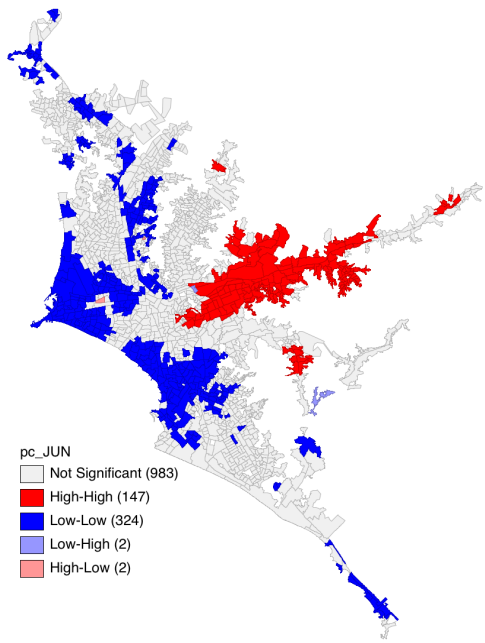 pc_JUN
Not Significant (983)
High-High (147)
Low-Low (324)
Low-High (2)
High-Low (2)